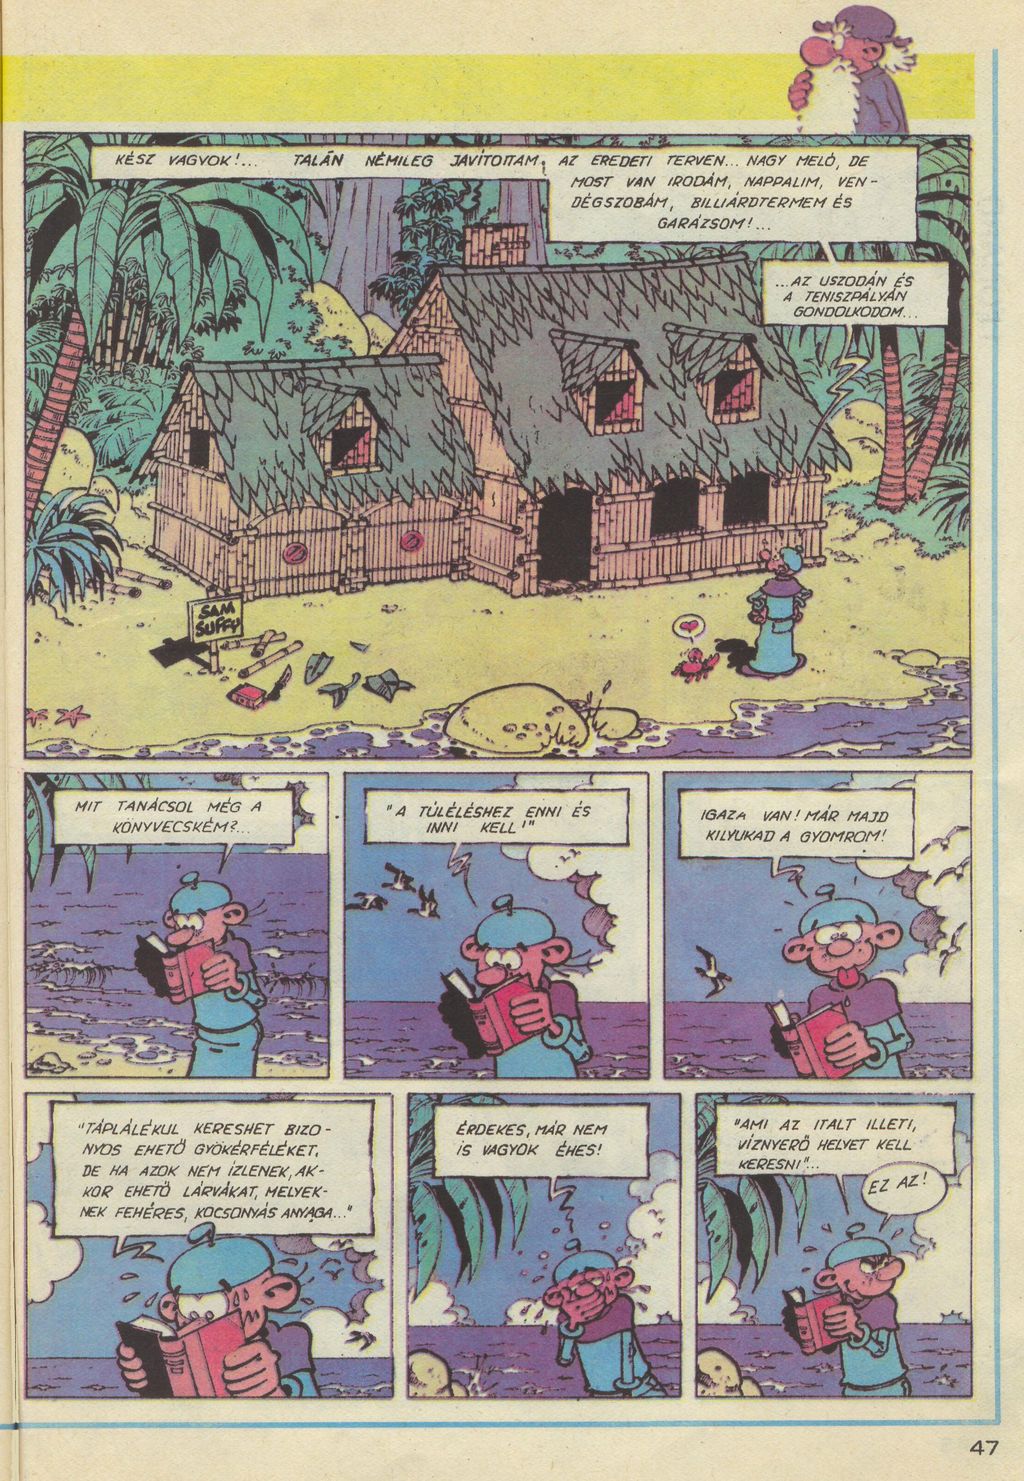 KÉSZ VAGYOK!... TALÁN NÉMILEG JAVÍTOTTAM AZ EREDETI TERVEN... NAGY MELÓ, DE
MOST VAN IRODÁM, NAPPALIM, VEN-
DÉGSZOBÁM, BILLIÁRDTERMEM ÉS
GARÁZSOM!...
...AZ USZODÁN ÉS
A TENISZPÁLYÁN
GONDOLKODOM...
SAM
SUFFY
MIT TANÁCSOL MÉG A
KÖNYVECSKÉM?...
"A TÚLÉLÉSHEZ ENNI ÉS
INNI KELL!"
IGAZA VAN! MÁR MAJD
KILYUKAD A GYOMROM!
"TÁPLÁLÉKUL KERESHET BIZO-
NYOS EHETŐ GYÖKÉRFÉLÉKET,
DE HA AZOK NEM ÍZLENEK, AK-
KOR EHETŐ LÁRVÁKAT, MELYEK-
NEK FEHÉRES, KOCSONYÁS ANYAGA..."
ÉRDEKES, MÁR NEM
IS VAGYOK ÉHES!
"AMI AZ ITALT ILLETI,
VÍZNYERŐ HELYET KELL
KERESNI"...
EZ AZ!
47